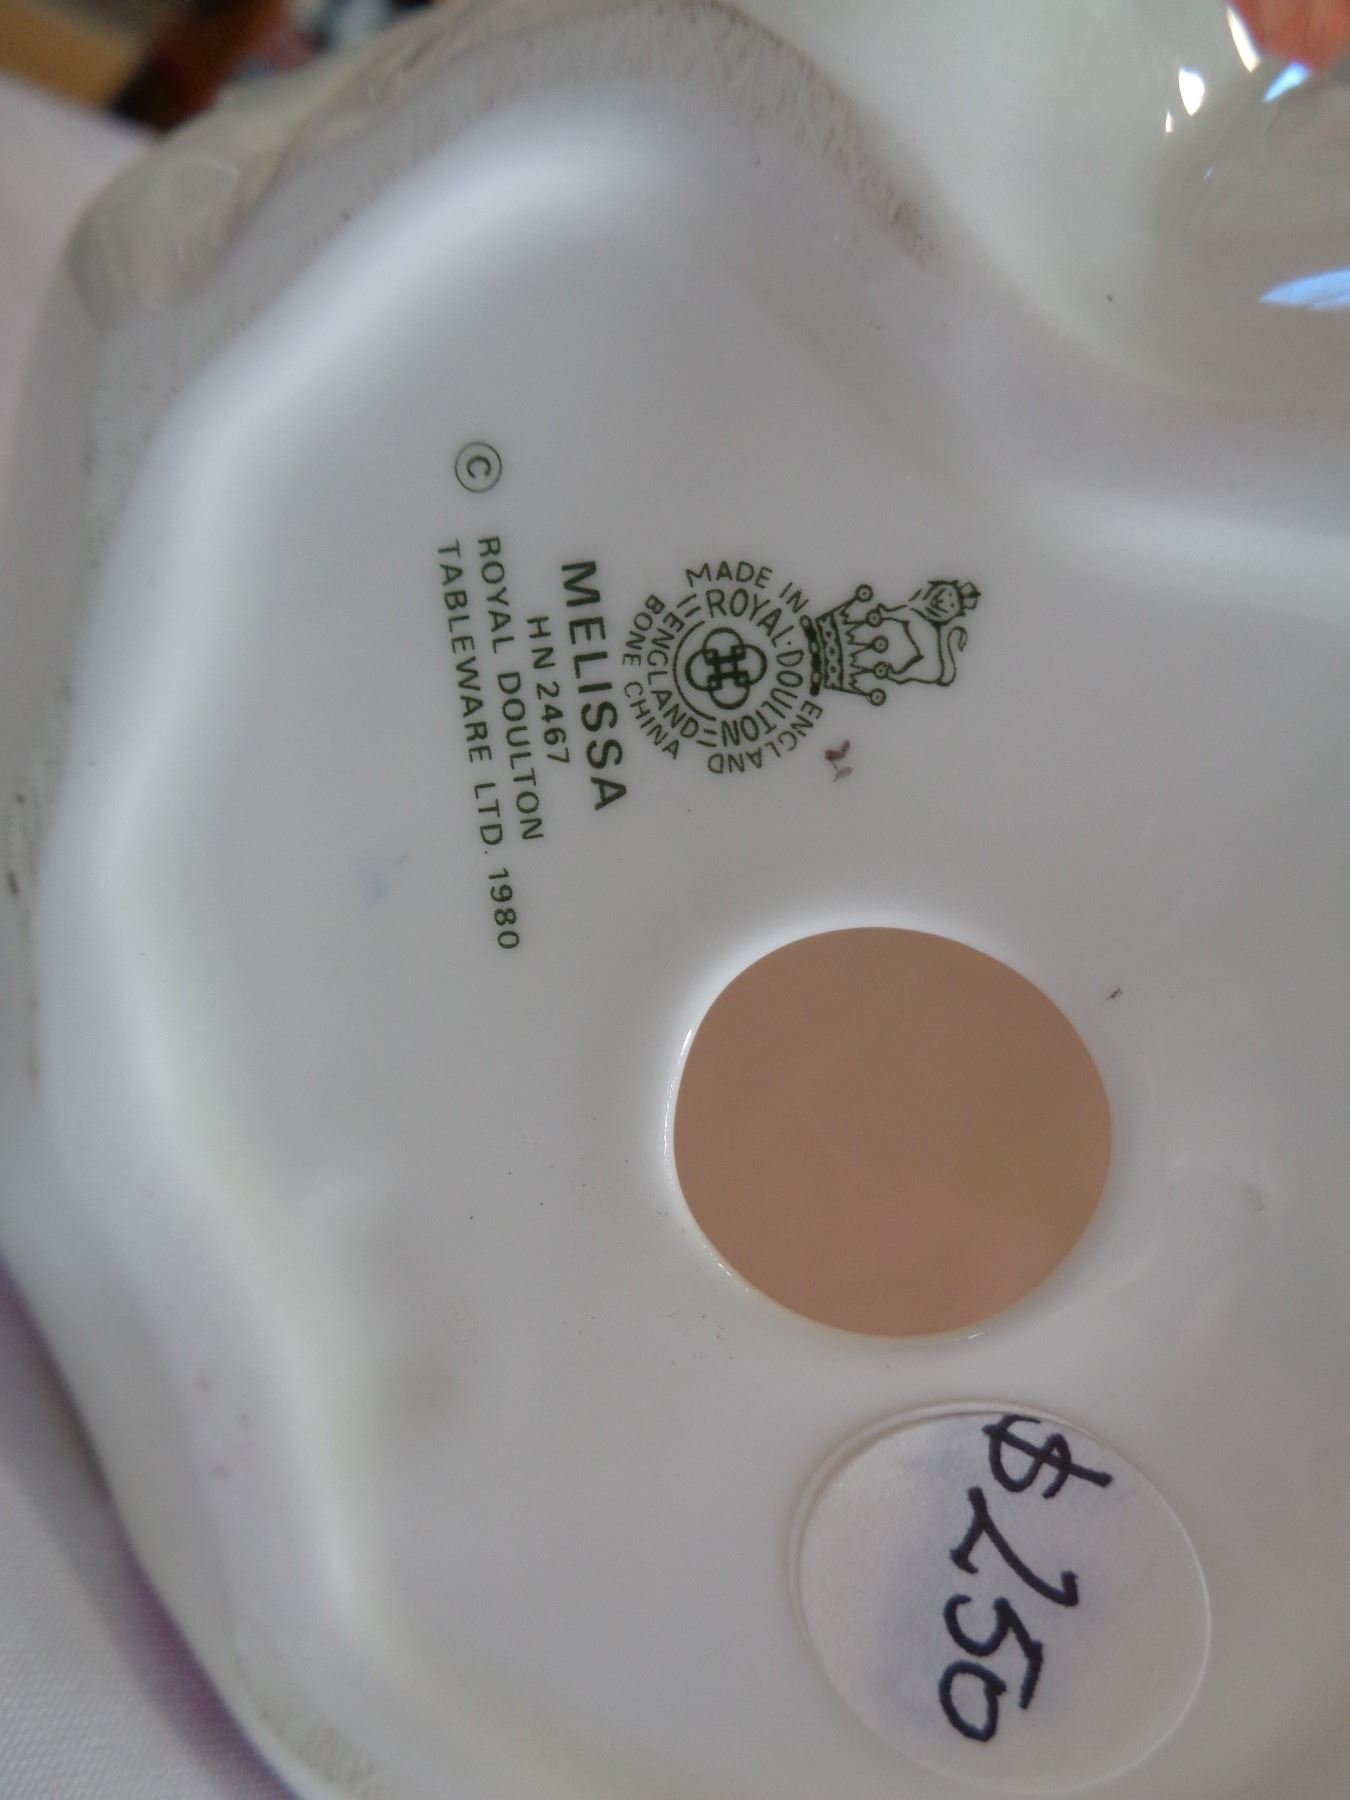 MADE IN ENGLAND
ROYAL·DOULTON
ENGLAND
BONE CHINA
MELISSA
HN 2467
© ROYAL DOULTON
TABLEWARE LTD. 1980
$250